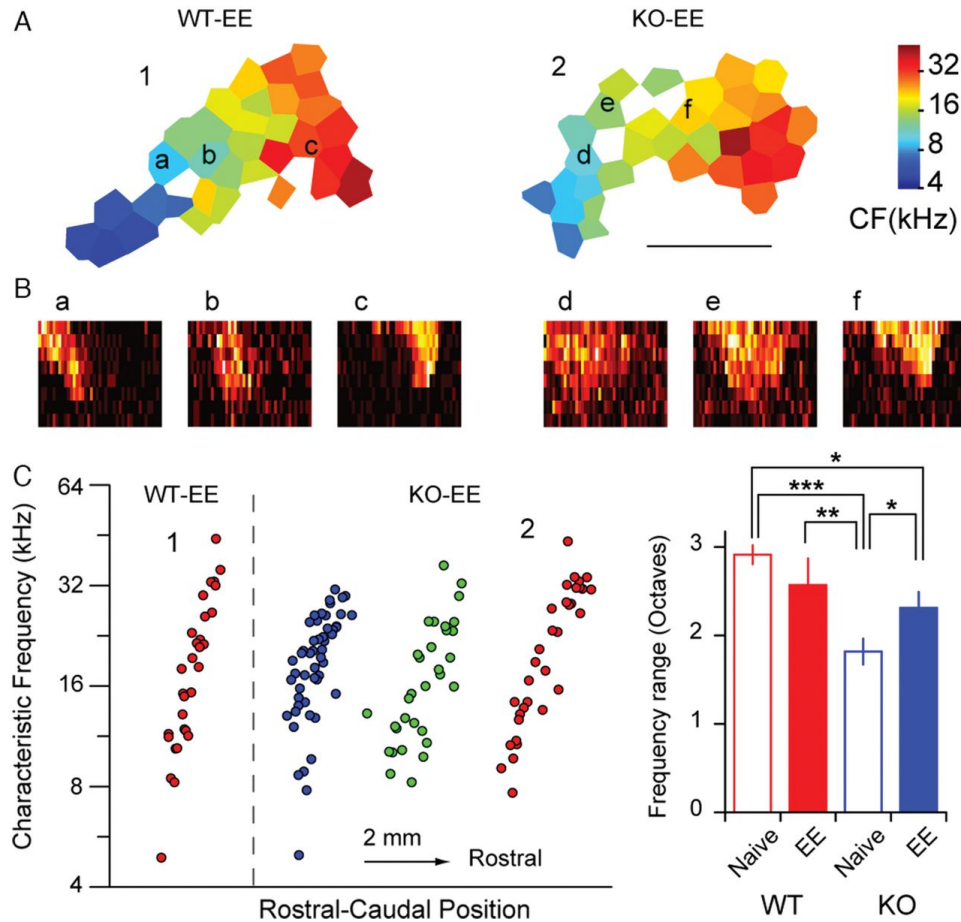 A
WT-EE
KO-EE
1
2
a
b
c
d
e
f
32
16
8
4
CF(kHz)
B
a
b
c
d
e
f
C
Characteristic Frequency (kHz)
64
32
16
8
4
WT-EE
KO-EE
1
2
2 mm
Rostral
Rostral-Caudal Position
Frequency range (Octaves)
3
2
1
0
*
***
**
*
Naive
EE
Naive
EE
WT
KO